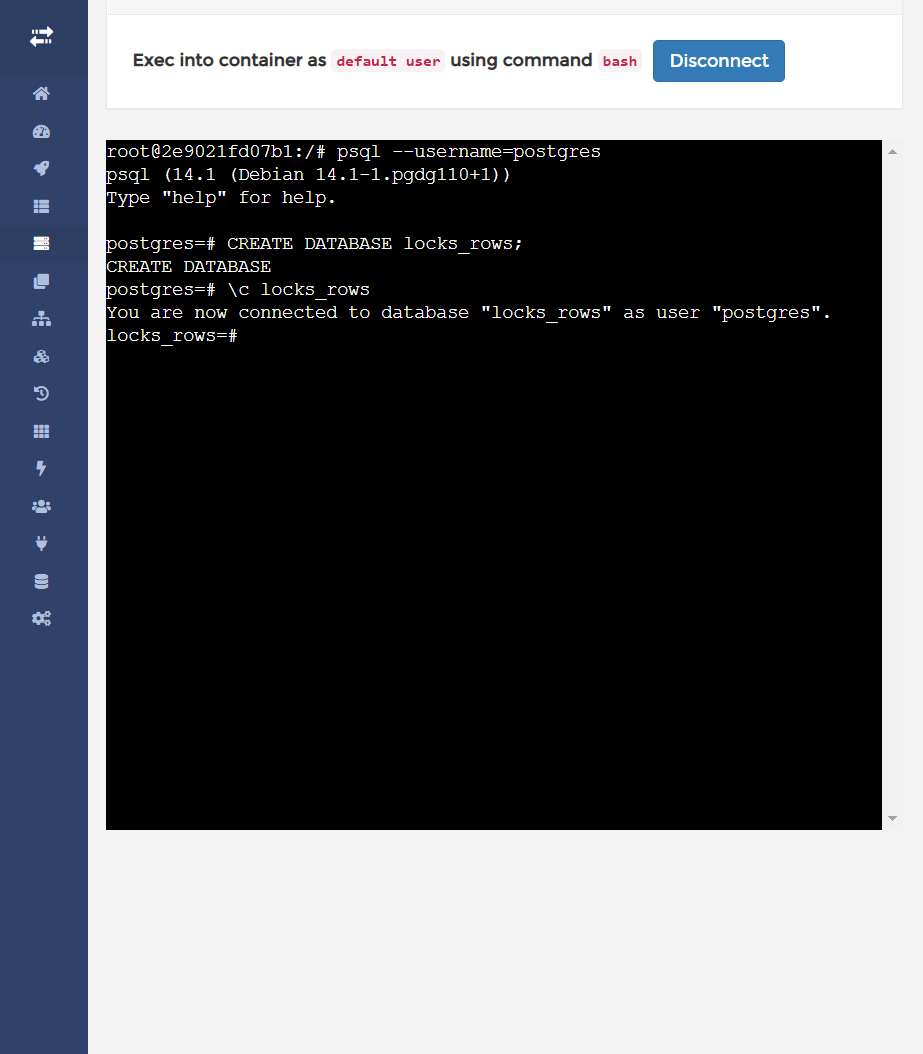 Exec into container as default user using command bash Disconnect
root@2e9021fd07b1:/# psql --username=postgres
psql (14.1 (Debian 14.1-1.pgdg110+1))
Type "help" for help.
postgres=# CREATE DATABASE locks_rows;
CREATE DATABASE
postgres=# \c locks_rows
You are now connected to database "locks_rows" as user "postgres".
locks_rows=#